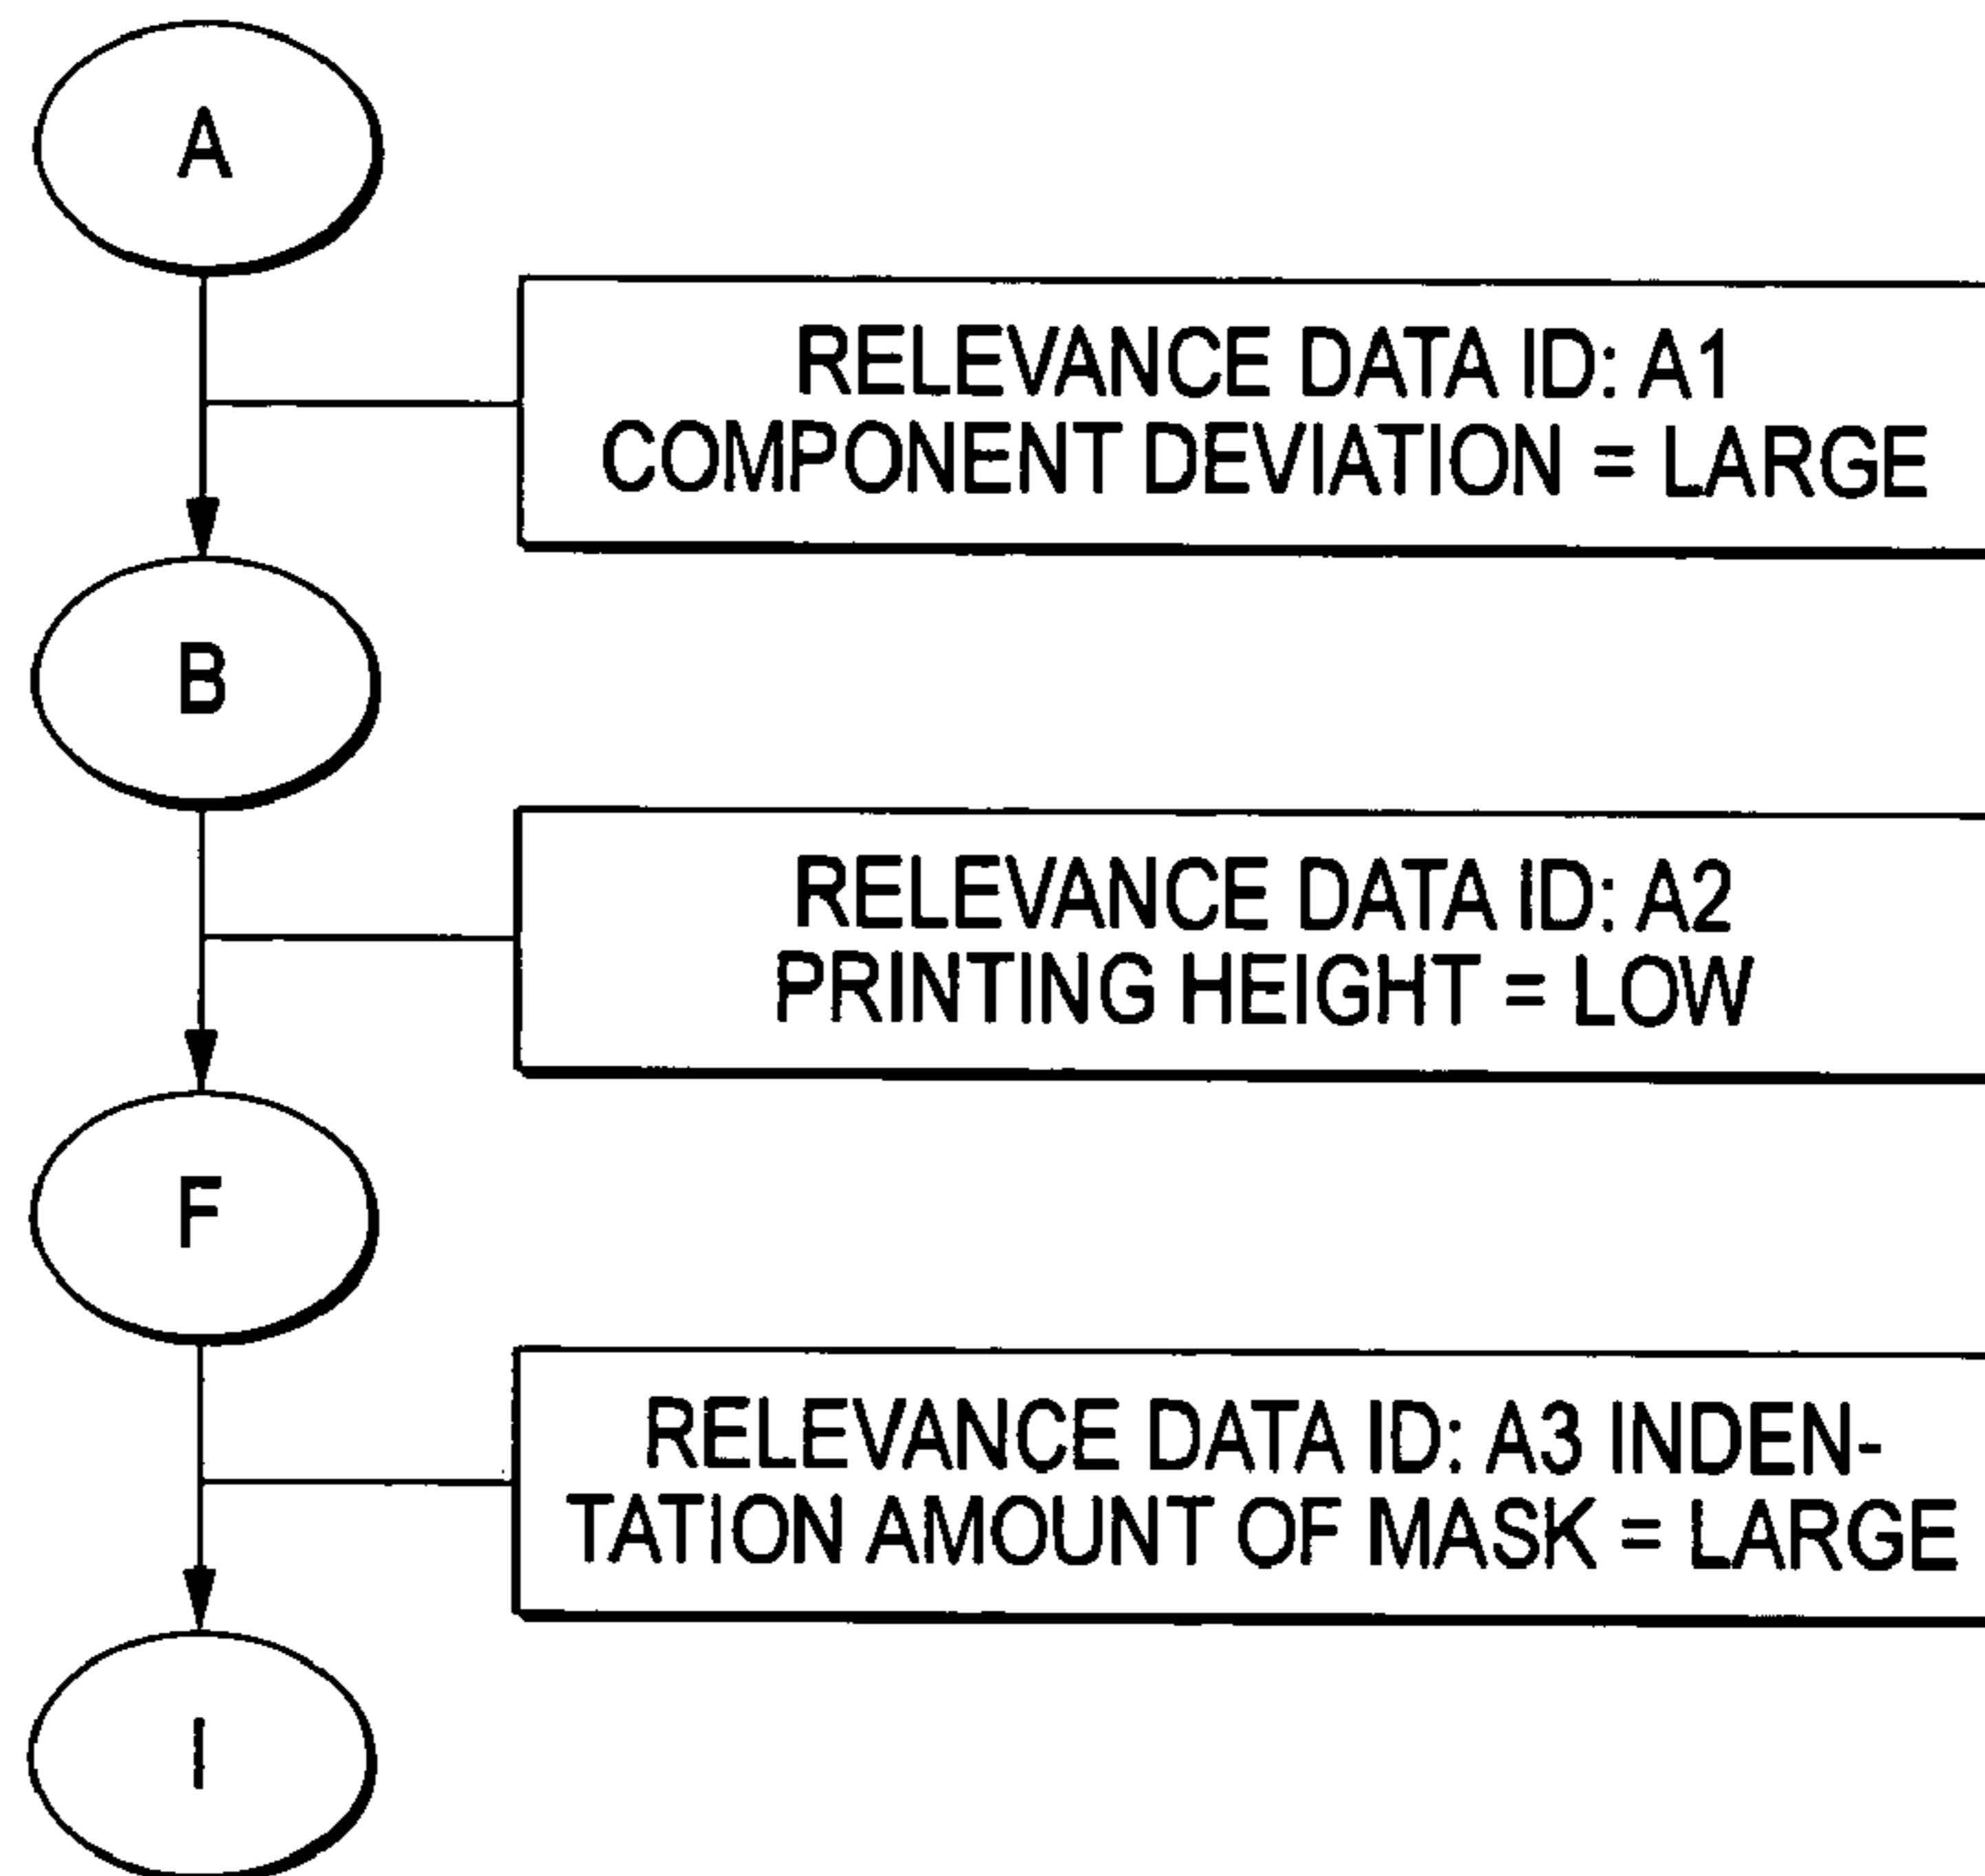 A
RELEVANCE DATA ID: A1
COMPONENT DEVIATION = LARGE
B
RELEVANCE DATA ID: A2
PRINTING HEIGHT = LOW
F
RELEVANCE DATA ID: A3 INDEN-
TATION AMOUNT OF MASK = LARGE
I